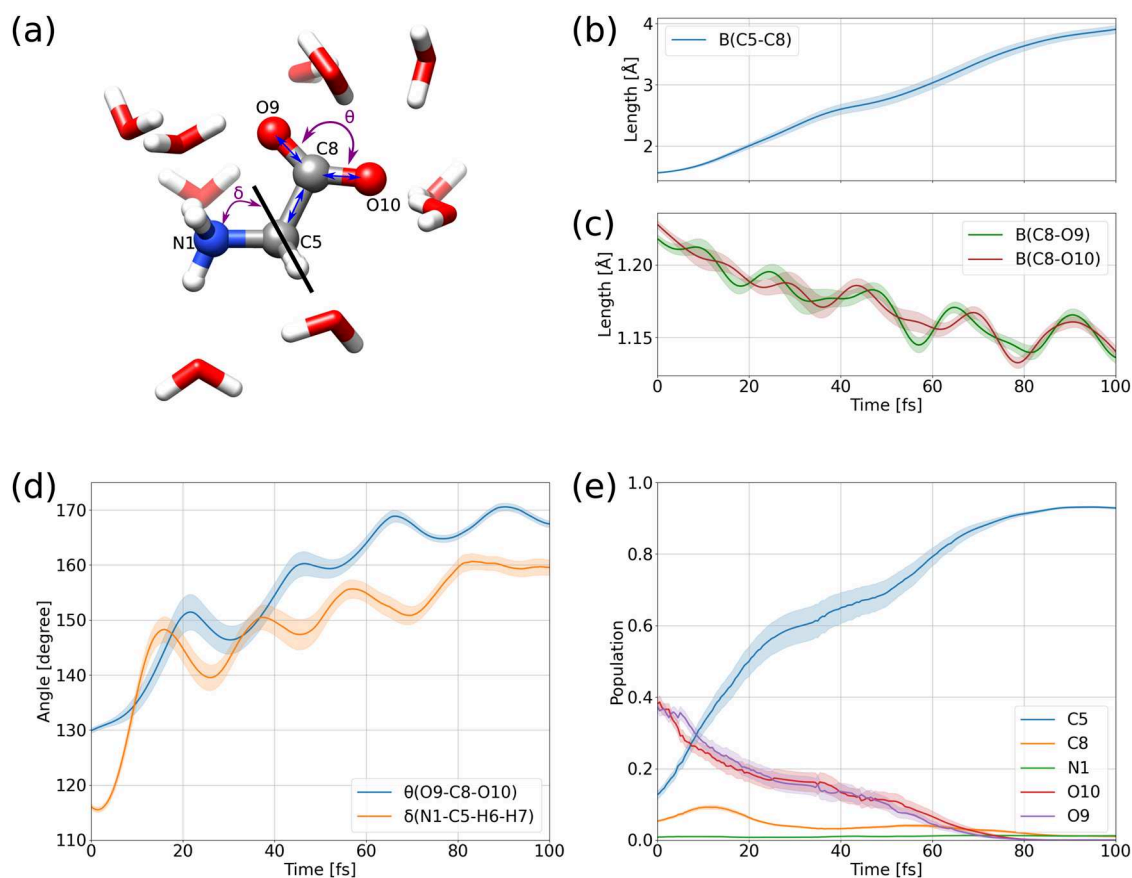 (a)
O9
θ
C8
O10
δ
N1
C5
(b)
B(C5-C8)
4
3
2
Length [Å]
(c)
B(C8-O9)
B(C8-O10)
1.20
1.15
Length [Å]
0 20 40 60 80 100
Time [fs]
(d)
170
160
150
140
130
120
110
Angle [degree]
θ(O9-C8-O10)
δ(N1-C5-H6-H7)
0 20 40 60 80 100
Time [fs]
(e)
1.0
0.8
0.6
0.4
0.2
0.0
Population
C5
C8
N1
O10
O9
0 20 40 60 80 100
Time [fs]